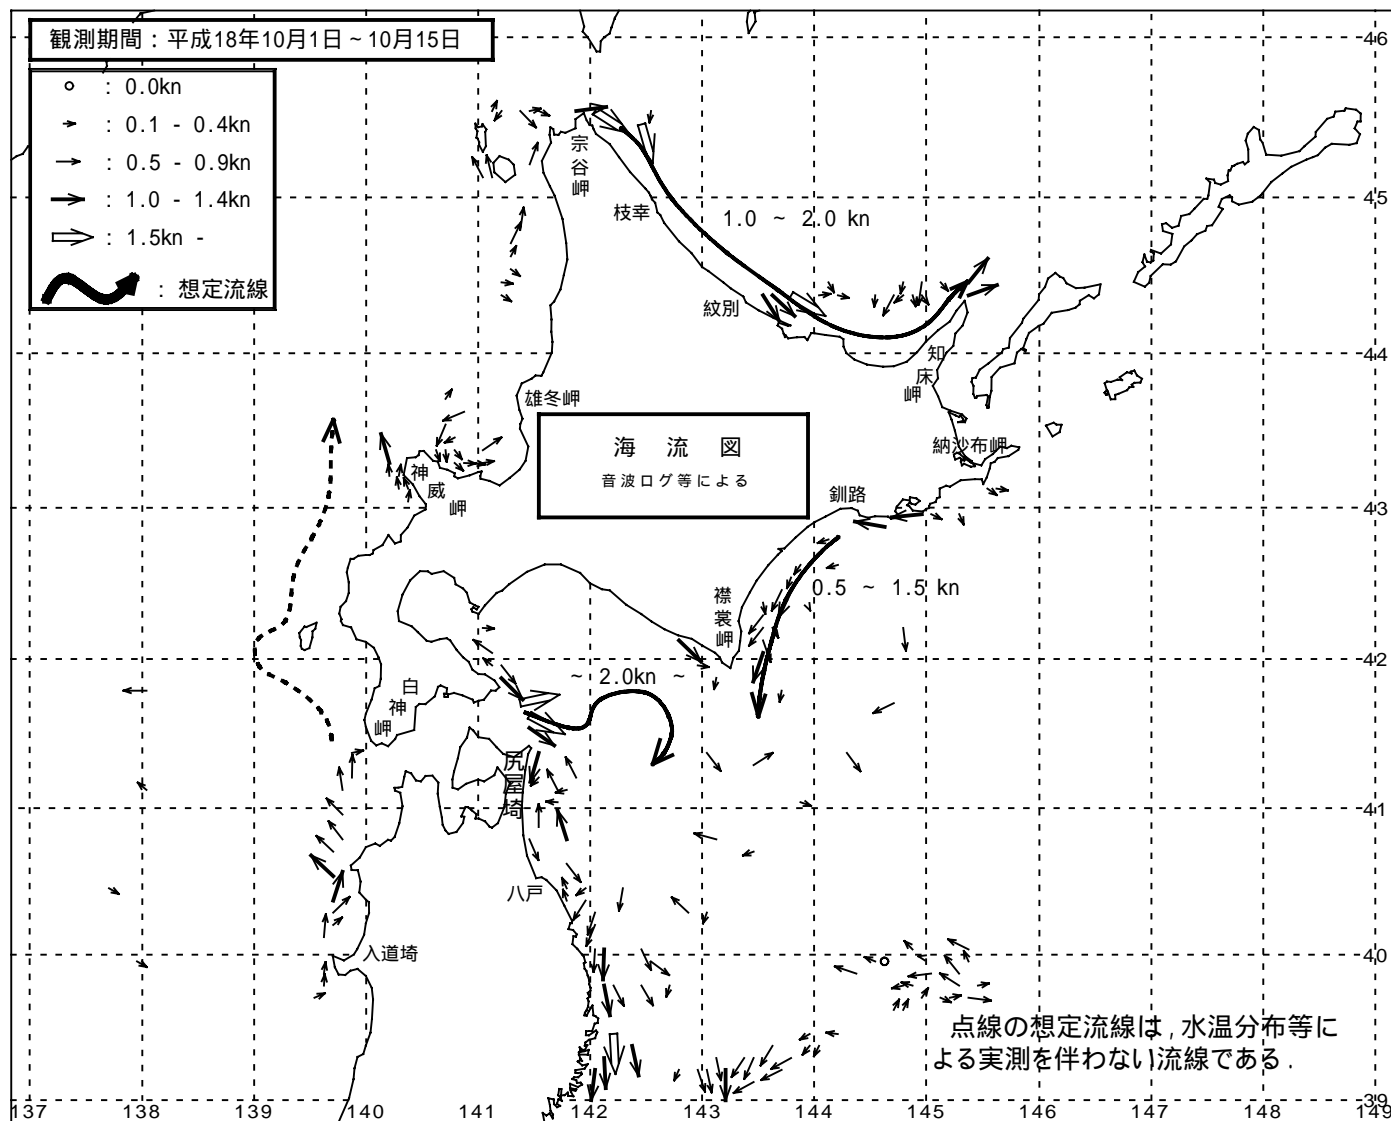 観測期間：平成18年10月1日～10月15日
：0.0kn
：0.1 - 0.4kn
：0.5 - 0.9kn
：1.0 - 1.4kn
：1.5kn -
：想定流線
宗谷岬
枝幸
1.0 ～ 2.0 kn
紋別
知床岬
雄冬岬
海 流 図
音波ログ等による
納沙布岬
神威岬
釧路
0.5 ～ 1.5 kn
襟裳岬
～ 2.0kn ～
白神岬
尻屋埼
八戸
入道埼
点線の想定流線は，水温分布等に
よる実測を伴わない流線である．
46
45
44
43
42
41
40
39
137 138 139 140 141 142 143 144 145 146 147 148 149